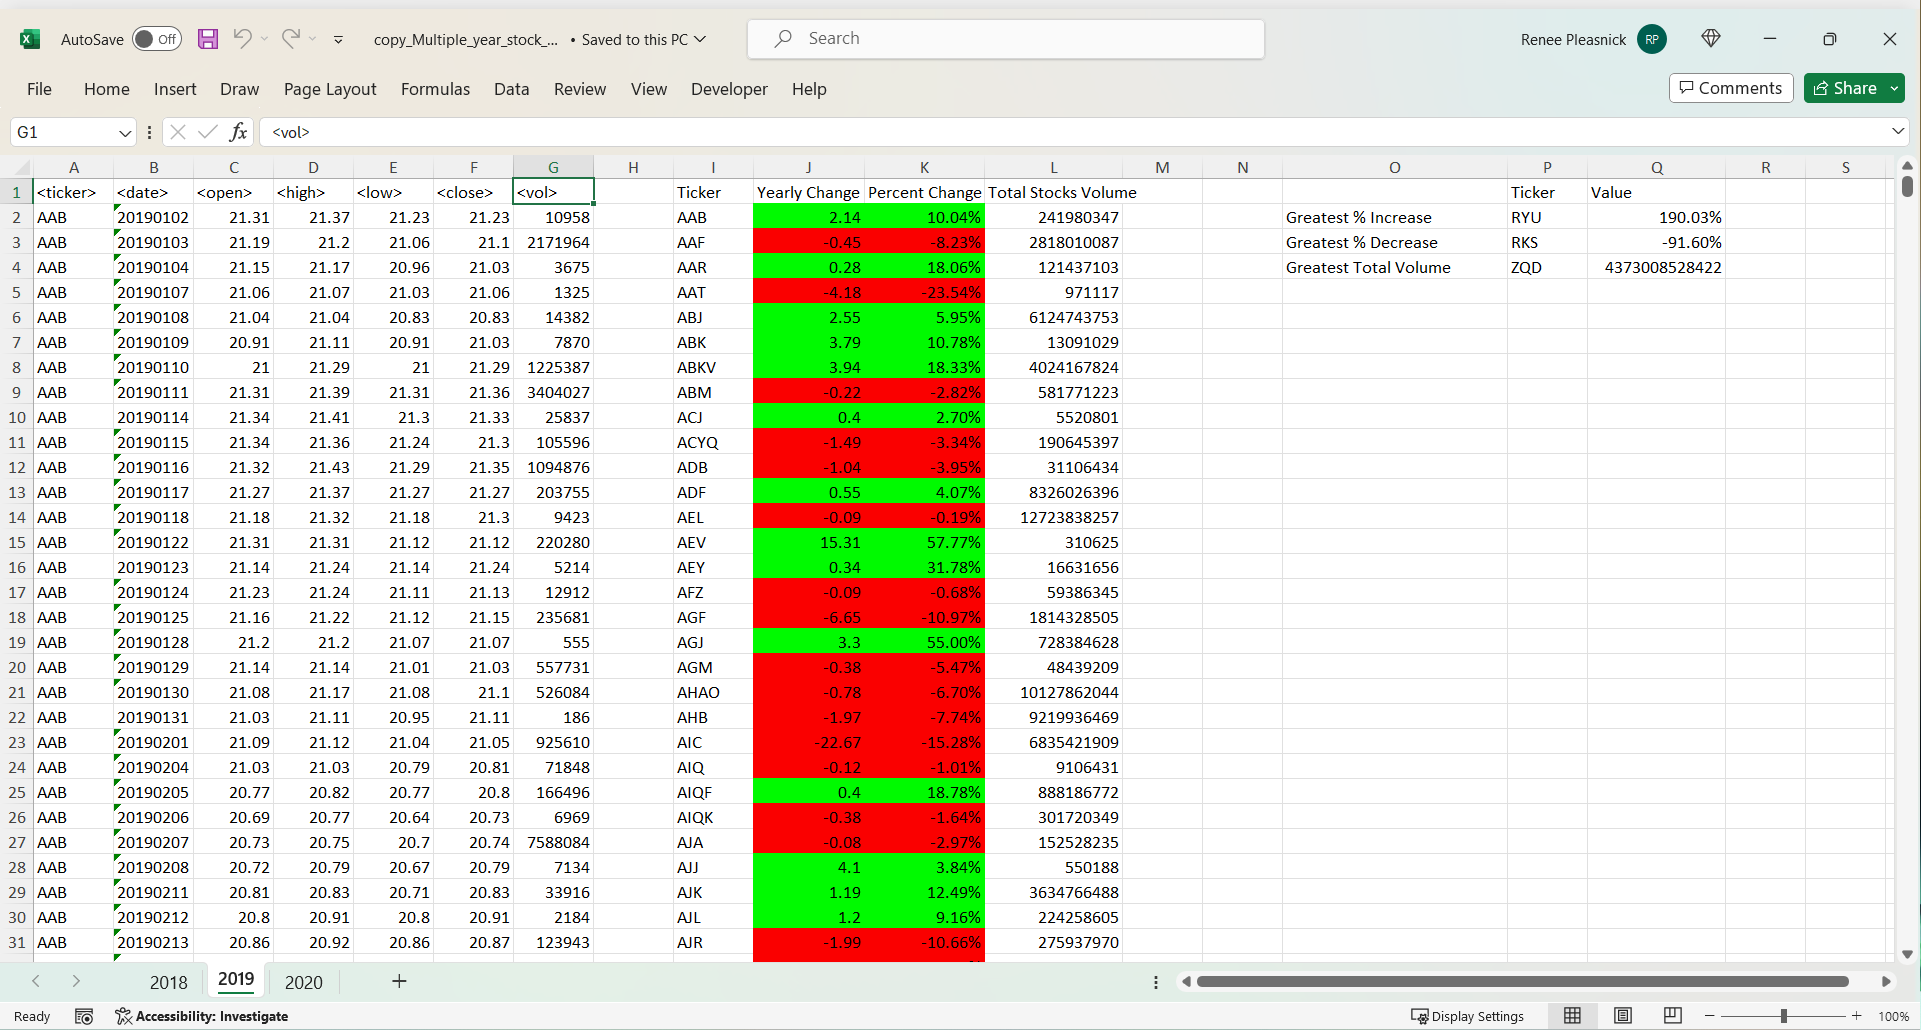 AutoSave Off copy_Multiple_year_stock_... • Saved to this PC Search Renee Pleasnick RP
File Home Insert Draw Page Layout Formulas Data Review View Developer Help Comments Share
G1 fx <vol>
A B C D E F G H I J K L M N O P Q R S
1 <ticker> <date> <open> <high> <low> <close> <vol> Ticker Yearly Change Percent Change Total Stocks Volume Ticker Value
2 AAB 20190102 21.31 21.37 21.23 21.23 10958 AAB 2.14 10.04% 241980347 Greatest % Increase RYU 190.03%
3 AAB 20190103 21.19 21.2 21.06 21.1 2171964 AAF -0.45 -8.23% 2818010087 Greatest % Decrease RKS -91.60%
4 AAB 20190104 21.15 21.17 20.96 21.03 3675 AAR 0.28 18.06% 121437103 Greatest Total Volume ZQD 4373008528422
5 AAB 20190107 21.06 21.07 21.03 21.06 1325 AAT -4.18 -23.54% 971117
6 AAB 20190108 21.04 21.04 20.83 20.83 14382 ABJ 2.55 5.95% 6124743753
7 AAB 20190109 20.91 21.11 20.91 21.03 7870 ABK 3.79 10.78% 13091029
8 AAB 20190110 21 21.29 21 21.29 1225387 ABKV 3.94 18.33% 4024167824
9 AAB 20190111 21.31 21.39 21.31 21.36 3404027 ABM -0.22 -2.82% 581771223
10 AAB 20190114 21.34 21.41 21.3 21.33 25837 ACJ 0.4 2.70% 5520801
11 AAB 20190115 21.34 21.36 21.24 21.3 105596 ACYQ -1.49 -3.34% 190645397
12 AAB 20190116 21.32 21.43 21.29 21.35 1094876 ADB -1.04 -3.95% 31106434
13 AAB 20190117 21.27 21.37 21.27 21.27 203755 ADF 0.55 4.07% 8326026396
14 AAB 20190118 21.18 21.32 21.18 21.3 9423 AEL -0.09 -0.19% 12723838257
15 AAB 20190122 21.31 21.31 21.12 21.12 220280 AEV 15.31 57.77% 310625
16 AAB 20190123 21.14 21.24 21.14 21.24 5214 AEY 0.34 31.78% 16631656
17 AAB 20190124 21.23 21.24 21.11 21.13 12912 AFZ -0.09 -0.68% 59386345
18 AAB 20190125 21.16 21.22 21.12 21.15 235681 AGF -6.65 -10.97% 1814328505
19 AAB 20190128 21.2 21.2 21.07 21.07 555 AGJ 3.3 55.00% 728384628
20 AAB 20190129 21.14 21.14 21.01 21.03 557731 AGM -0.38 -5.47% 48439209
21 AAB 20190130 21.08 21.17 21.08 21.1 526084 AHAO -0.78 -6.70% 10127862044
22 AAB 20190131 21.03 21.11 20.95 21.11 186 AHB -1.97 -7.74% 9219936469
23 AAB 20190201 21.09 21.12 21.04 21.05 925610 AIC -22.67 -15.28% 6835421909
24 AAB 20190204 21.03 21.03 20.79 20.81 71848 AIQ -0.12 -1.01% 9106431
25 AAB 20190205 20.77 20.82 20.77 20.8 166496 AIQF 0.4 18.78% 888186772
26 AAB 20190206 20.69 20.77 20.64 20.73 6969 AIQK -0.38 -1.64% 301720349
27 AAB 20190207 20.73 20.75 20.7 20.74 7588084 AJA -0.08 -2.97% 152528235
28 AAB 20190208 20.72 20.79 20.67 20.79 7134 AJJ 4.1 3.84% 550188
29 AAB 20190211 20.81 20.83 20.71 20.83 33916 AJK 1.19 12.49% 3634766488
30 AAB 20190212 20.8 20.91 20.8 20.91 2184 AJL 1.2 9.16% 224258605
31 AAB 20190213 20.86 20.92 20.86 20.87 123943 AJR -1.99 -10.66% 275937970
2018 2019 2020
Ready Accessibility: Investigate Display Settings 100%